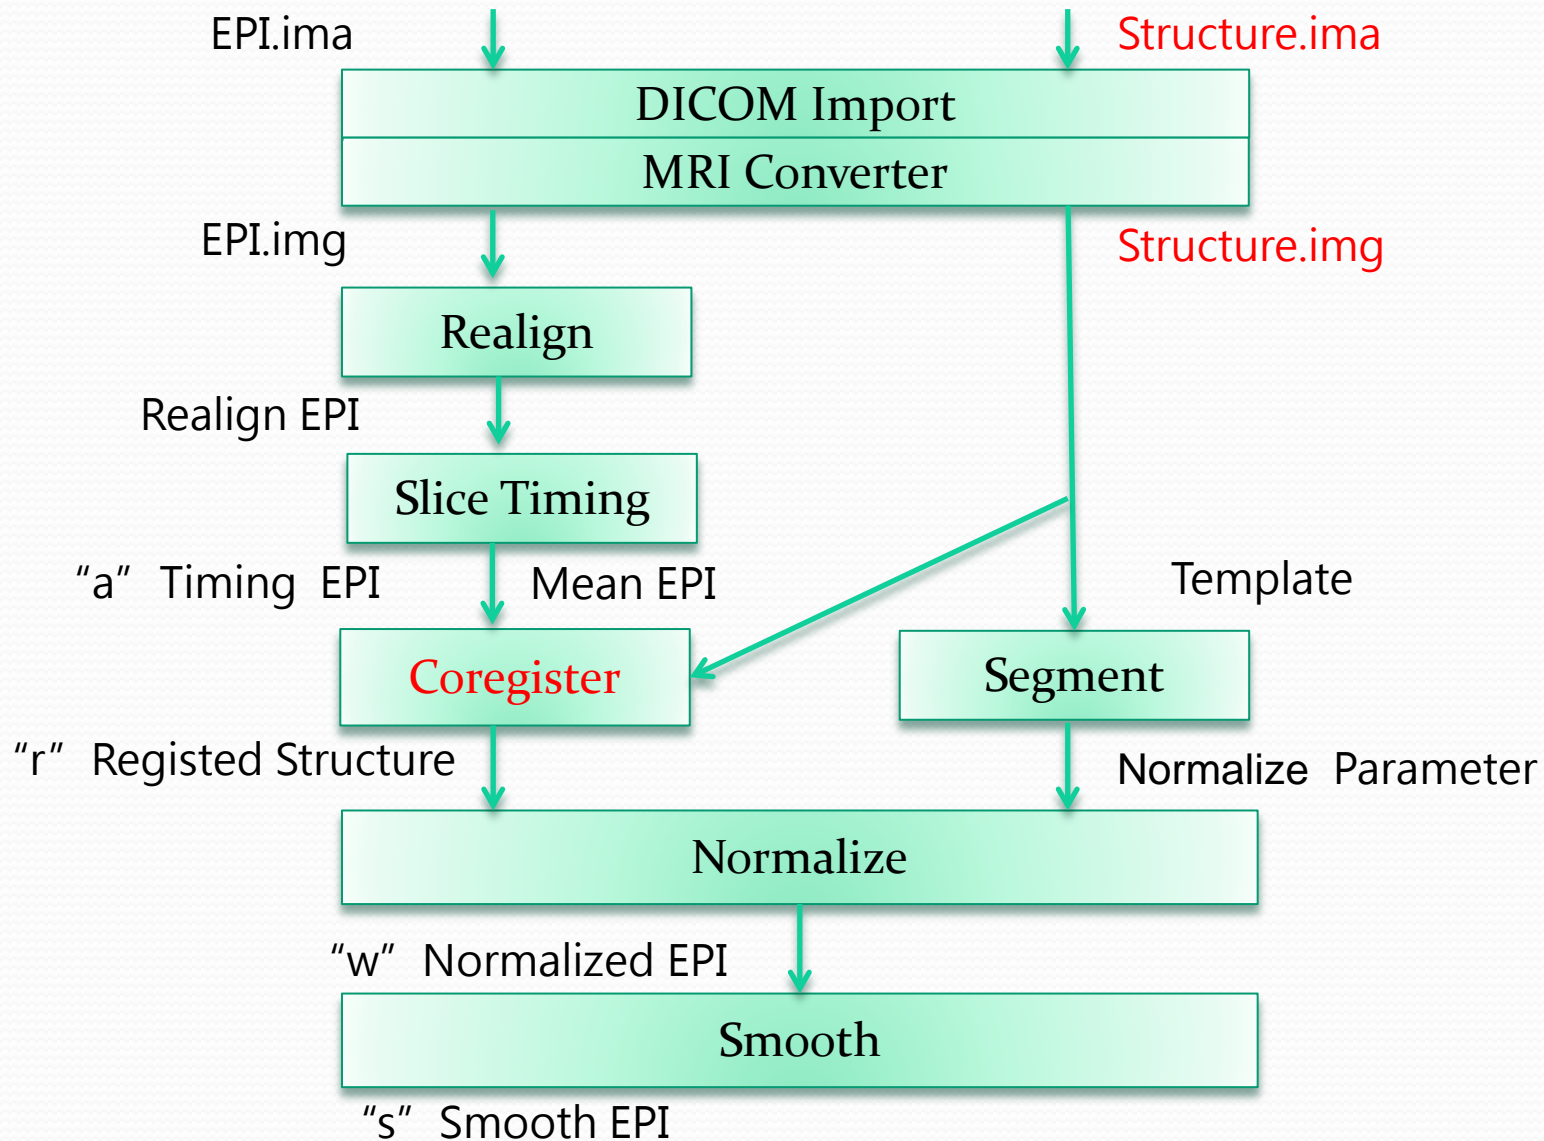 EPI.ima
Structure.ima
DICOM Import
MRI Converter
EPI.img
Structure.img
Realign
Realign EPI
Slice Timing
“a” Timing EPI
Mean EPI
Template
Coregister
Segment
“r” Registed Structure
Normalize Parameter
Normalize
“w” Normalized EPI
Smooth
“s” Smooth EPI